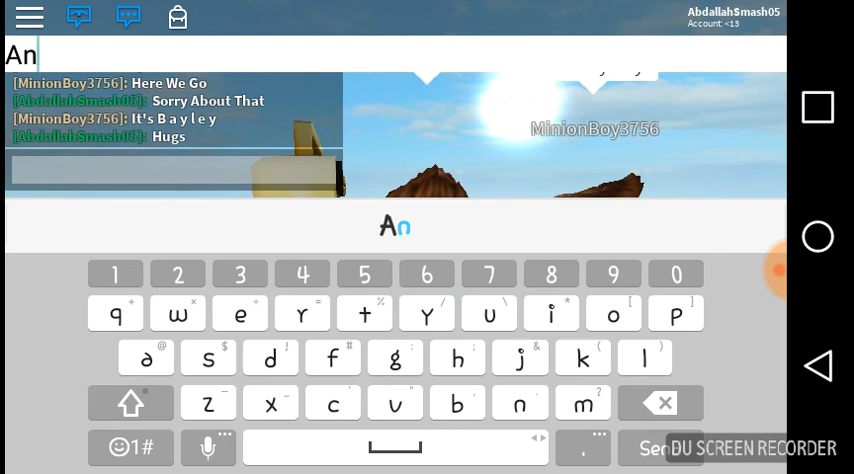 Abdallah$mash05
Account: <13
An
[MinionBoy3756]: Here We Go
[Abdallah$mash05]: Sorry About That
[MinionBoy3756]: It's B a y l e y
[Abdallah$mash05]: Hugs
MinionBoy3756
An
1 2 3 4 5 6 7 8 9 0
q + w × e ÷ r = t % y / u \ i * o [ p ]
a @ s $ d ! f # g : h ; j & k ( l )
z _ x - c ' v " b , n . m ?
1# .
DU SCREEN RECORDER